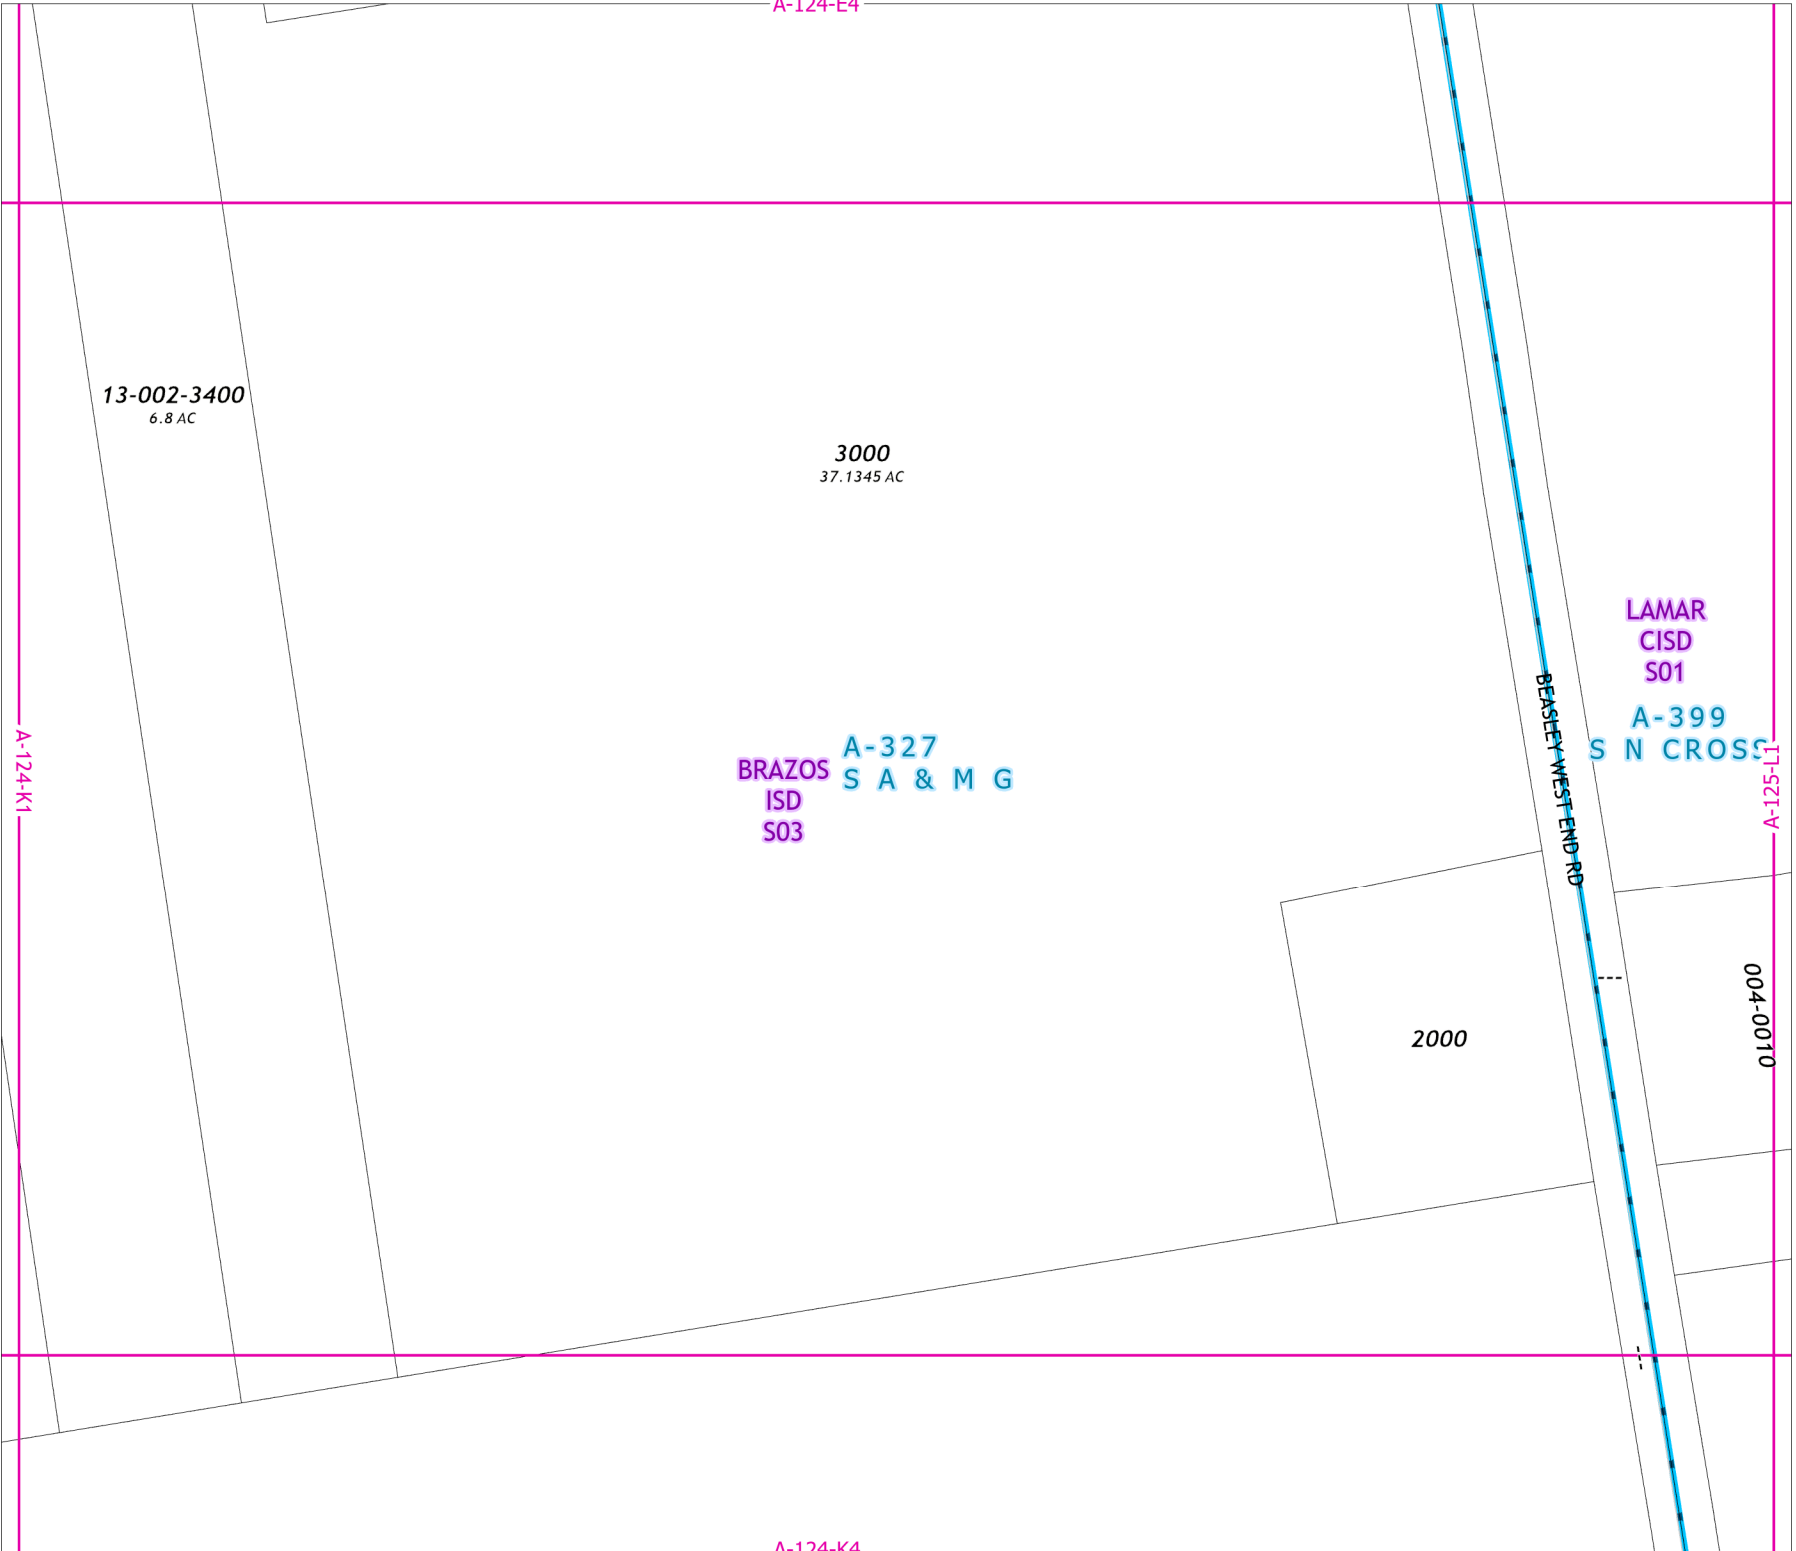 A-124-E4
13-002-3400
6.8 AC
3000
37.1345 AC
LAMAR
CISD
S01
A-399
S N CROSS
BEASLEY WEST END RD
A-124-K1
A-125-L1
A-327
S A & M G
BRAZOS
ISD
S03
004-0010
2000
A-124-K4